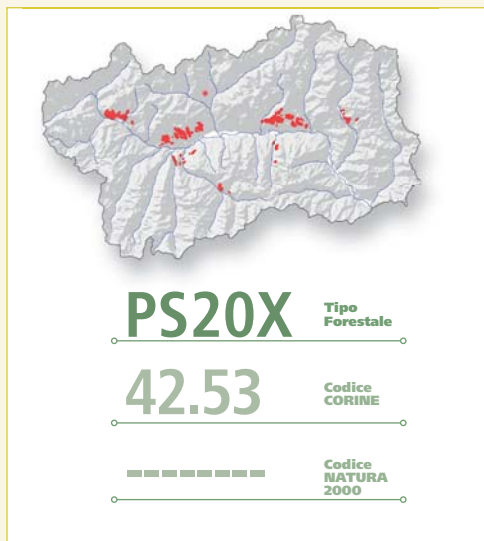 PS20X
Tipo
Forestale
42.53
Codice
CORINE
--------
Codice
NATURA
2000